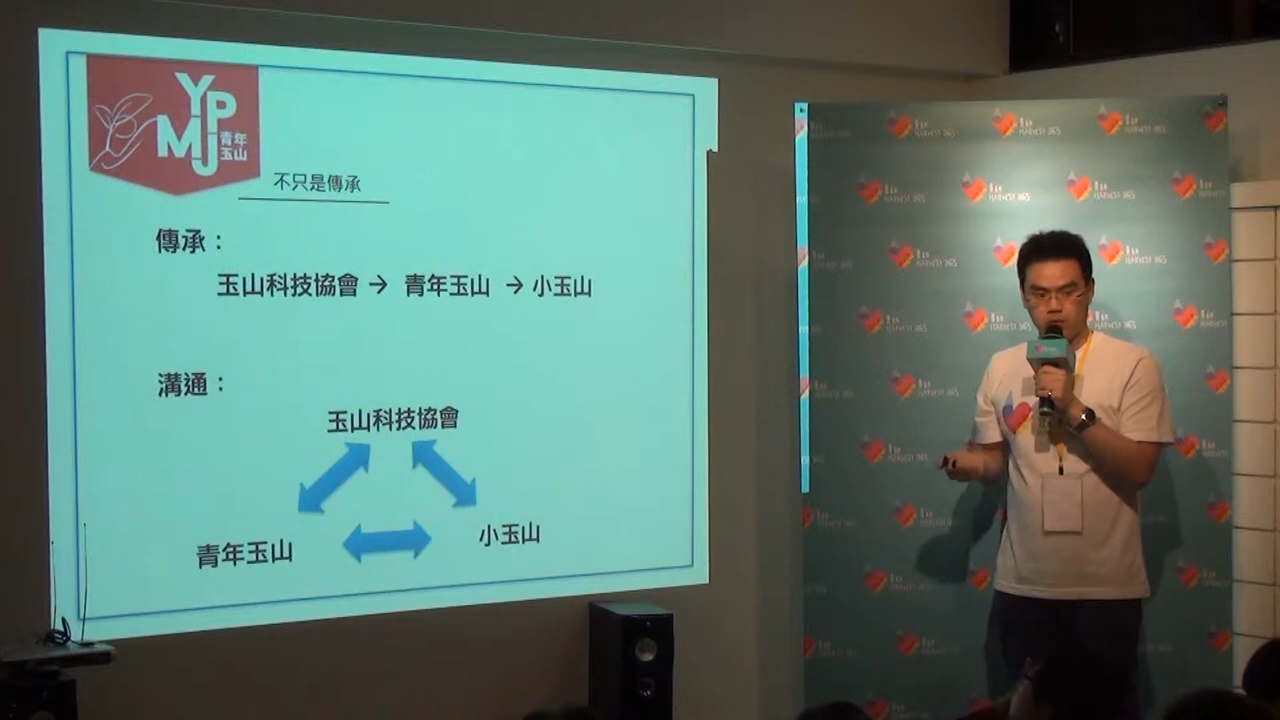 YP
MJ 青年
玉山
不只是傳承
傳承：
玉山科技協會 → 青年玉山 → 小玉山
溝通：
玉山科技協會
青年玉山
小玉山
HARVEST 365